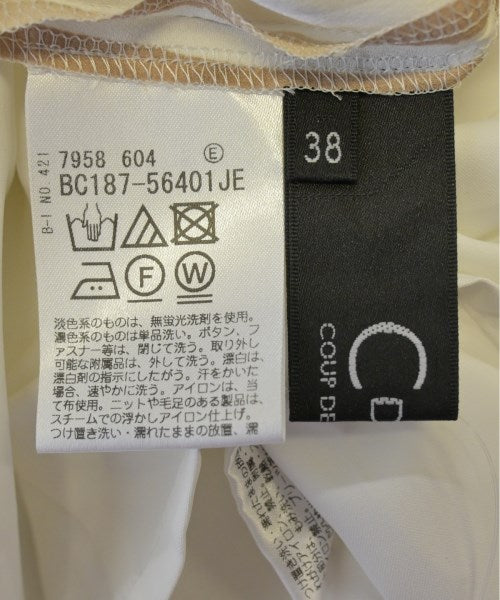 B-I NO.421
7958 604 E
BC187-56401JE
F W
淡色系のものは、無蛍光洗剤を使用。
濃色系のものは単品洗い。ボタン、フ
ァスナー等は、閉じて洗う。取り外し
可能な附属品は、外して洗う。漂白は、
漂白剤の指示にしたがう。汗をかいた
場合、速やかに洗う。アイロンは、当
て布使用。ニットや毛足のある製品は、
スチームでの浮かしアイロン仕上げ。
つけ置き洗い・濡れたままの放置、濡
38
COUP DE